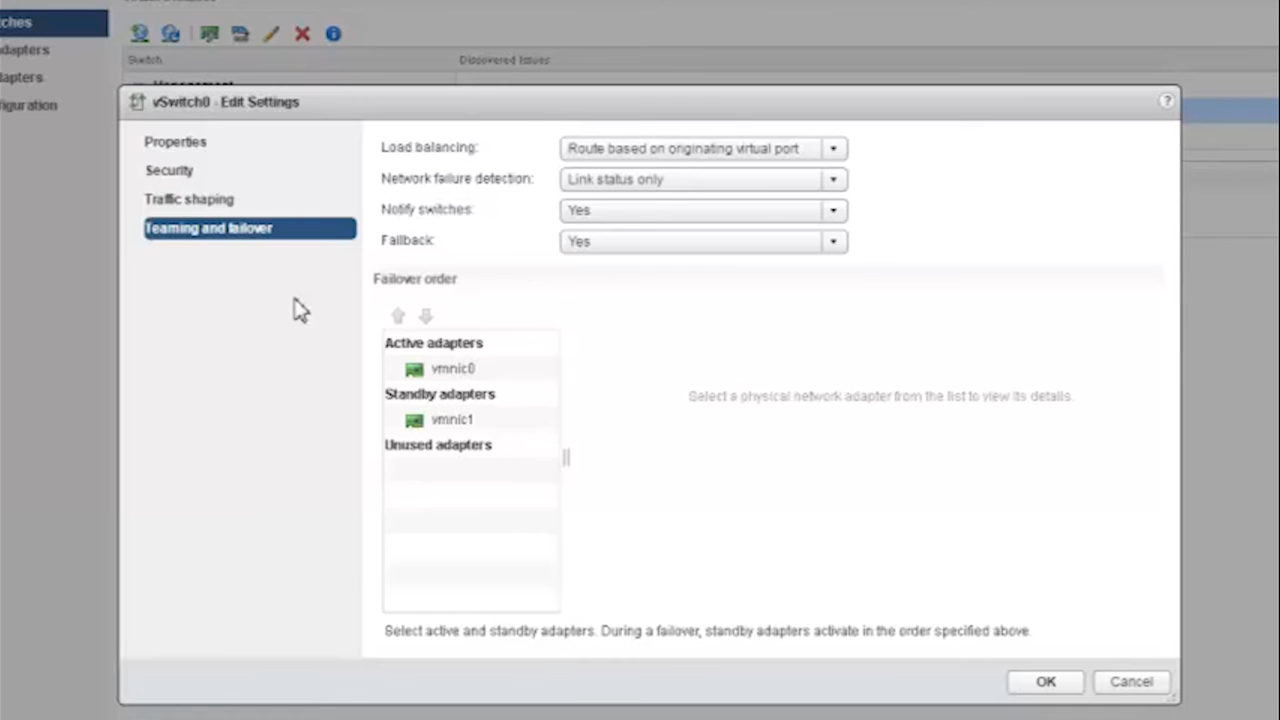 ches
Switch Discovered Issues
dapters
apters
figuration
vSwitch0 - Edit Settings
?
Properties
Security
Traffic shaping
Teaming and failover
Load balancing: Route based on originating virtual port
Network failure detection: Link status only
Notify switches: Yes
Failback: Yes
Failover order
Active adapters
vmnic0
Standby adapters
vmnic1
Unused adapters
Select a physical network adapter from the list to view its details.
Select active and standby adapters. During a failover, standby adapters activate in the order specified above.
OK Cancel